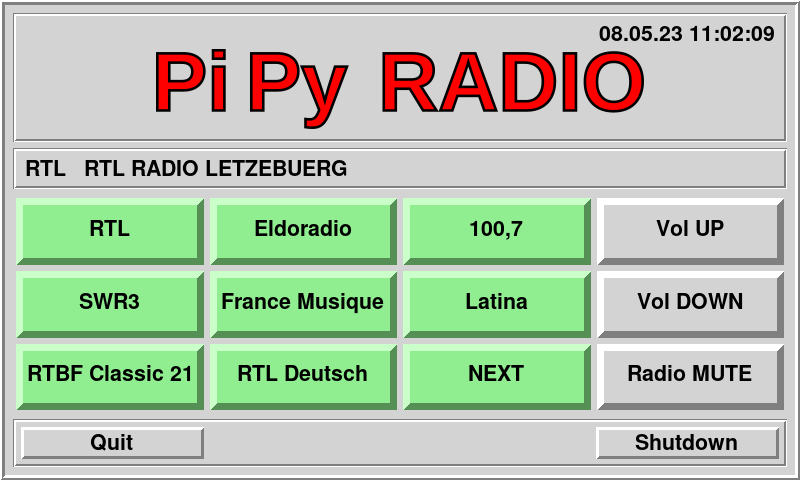 08.05.23 11:02:09
Pi Py RADIO
RTL RTL RADIO LETZEBUERG
RTL Eldoradio 100,7 Vol UP
SWR3 France Musique Latina Vol DOWN
RTBF Classic 21 RTL Deutsch NEXT Radio MUTE
Quit Shutdown